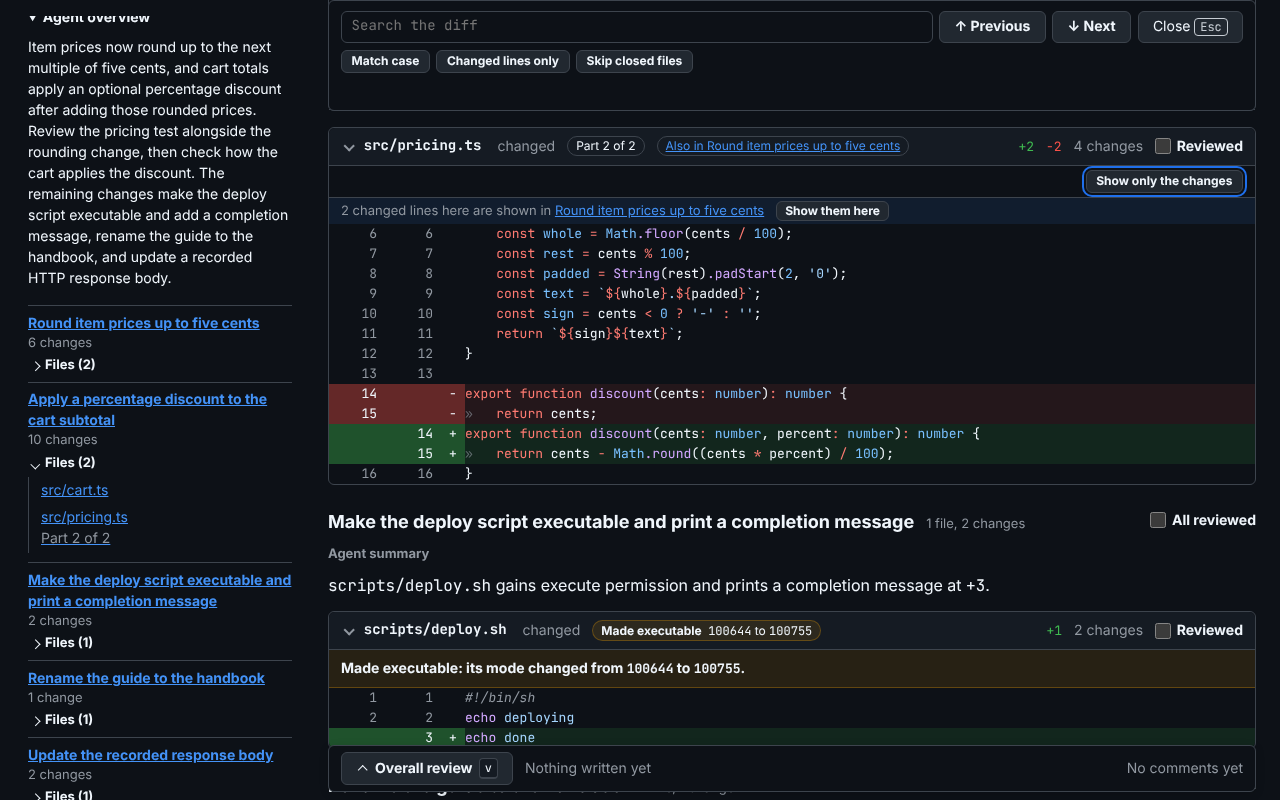 ▼ Agent overview
Item prices now round up to the next
multiple of five cents, and cart totals
apply an optional percentage discount
after adding those rounded prices.
Review the pricing test alongside the
rounding change, then check how the
cart applies the discount. The
remaining changes make the deploy
script executable and add a completion
message, rename the guide to the
handbook, and update a recorded
HTTP response body.
Round item prices up to five cents
6 changes
Files (2)
Apply a percentage discount to the
cart subtotal
10 changes
Files (2)
src/cart.ts
src/pricing.ts
Part 2 of 2
Make the deploy script executable and
print a completion message
2 changes
Files (1)
Rename the guide to the handbook
1 change
Files (1)
Update the recorded response body
2 changes
Files (1)
Search the diff
↑ Previous
↓ Next
Close Esc
Match case
Changed lines only
Skip closed files
src/pricing.ts changed Part 2 of 2 Also in Round item prices up to five cents +2 -2 4 changes Reviewed
Show only the changes
2 changed lines here are shown in Round item prices up to five cents Show them here
6 6 const whole = Math.floor(cents / 100);
7 7 const rest = cents % 100;
8 8 const padded = String(rest).padStart(2, '0');
9 9 const text = `${whole}.${padded}`;
10 10 const sign = cents < 0 ? '-' : '';
11 11 return `${sign}${text}`;
12 12 }
13 13
14 - export function discount(cents: number): number {
15 - » return cents;
14 + export function discount(cents: number, percent: number): number {
15 + » return cents - Math.round((cents * percent) / 100);
16 16 }
Make the deploy script executable and print a completion message 1 file, 2 changes All reviewed
Agent summary
scripts/deploy.sh gains execute permission and prints a completion message at +3.
scripts/deploy.sh changed Made executable 100644 to 100755 +1 2 changes Reviewed
Made executable: its mode changed from 100644 to 100755.
1 1 #!/bin/sh
2 2 echo deploying
3 + echo done
Overall review v Nothing written yet No comments yet